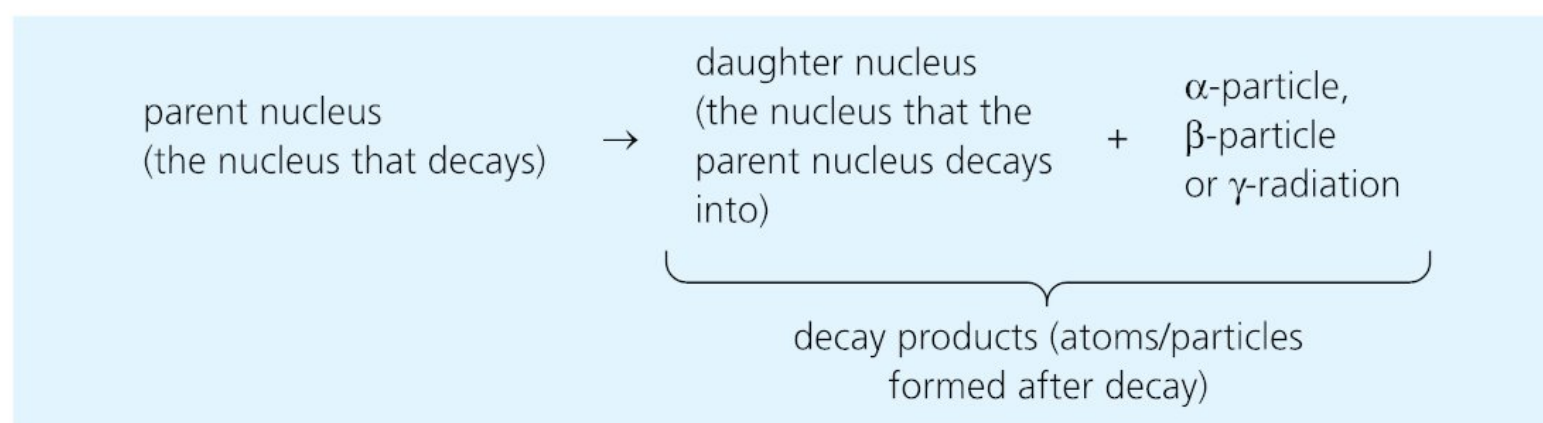 parent nucleus
(the nucleus that decays)
→
daughter nucleus
(the nucleus that the
parent nucleus decays
into)
+
α-particle,
β-particle
or γ-radiation
decay products (atoms/particles
formed after decay)